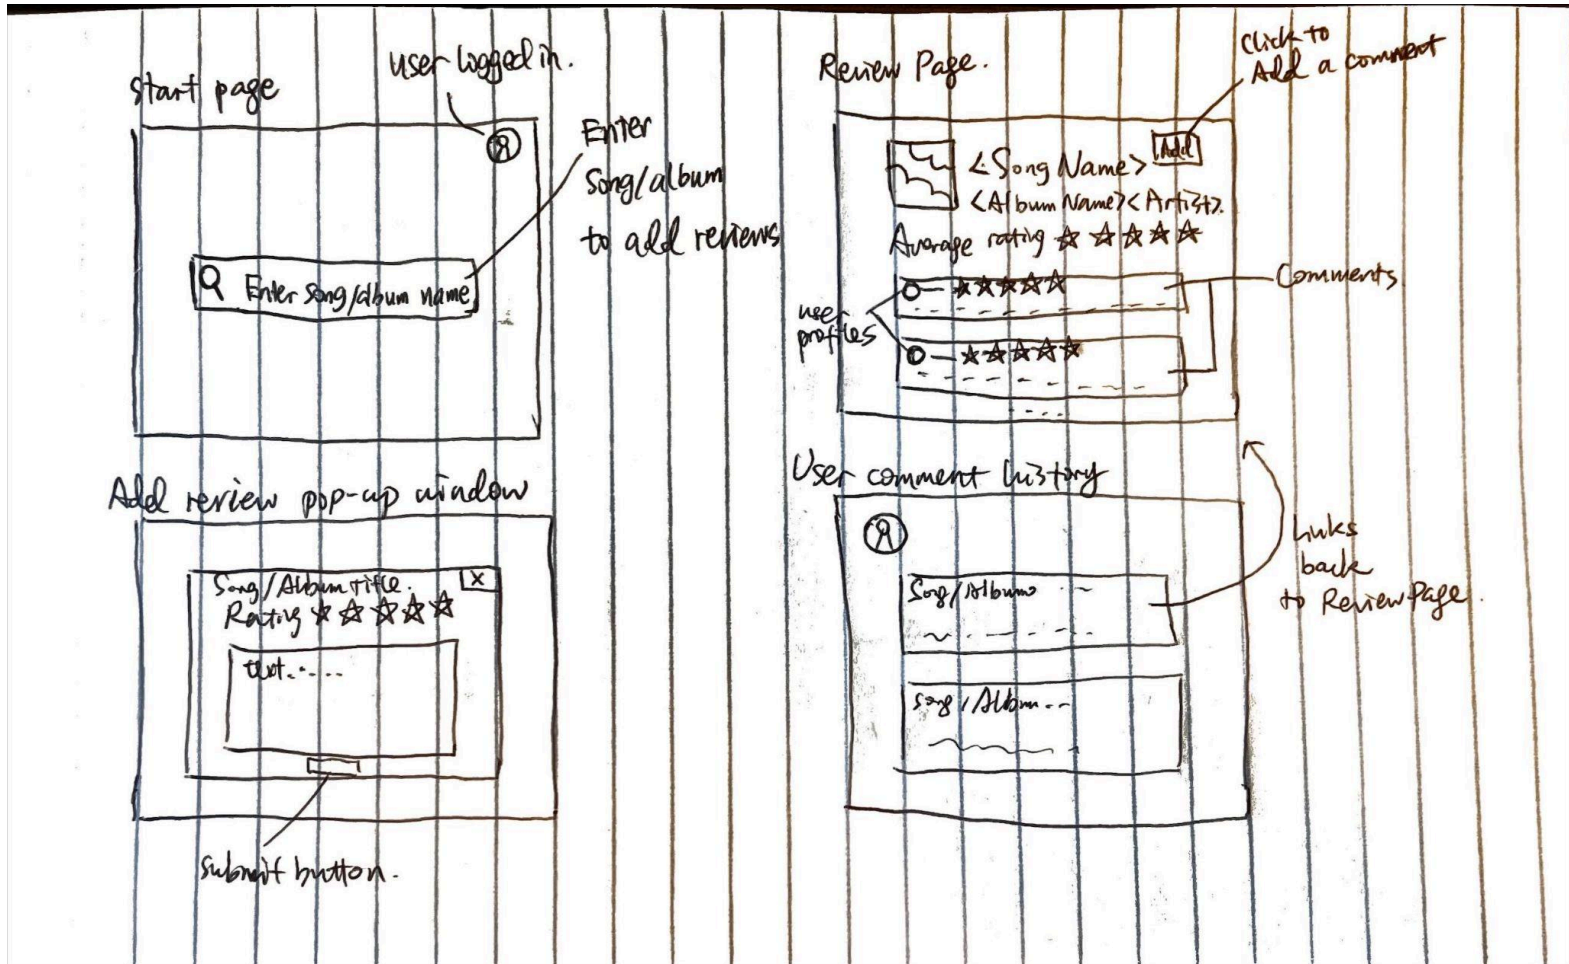 Start page
user logged in.
Enter
song/album
to add reviews
Enter song/album name
Review Page.
Click to
Add a comment
Add
<Song Name>
<Album Name><Artist>.
Average rating
Comments
user
profiles
Add review pop-up window
Song/Album Title.
X
Rating
text......
submit button.
User comment history
Song/Album
Song/Album..
Links
back
to Review Page.